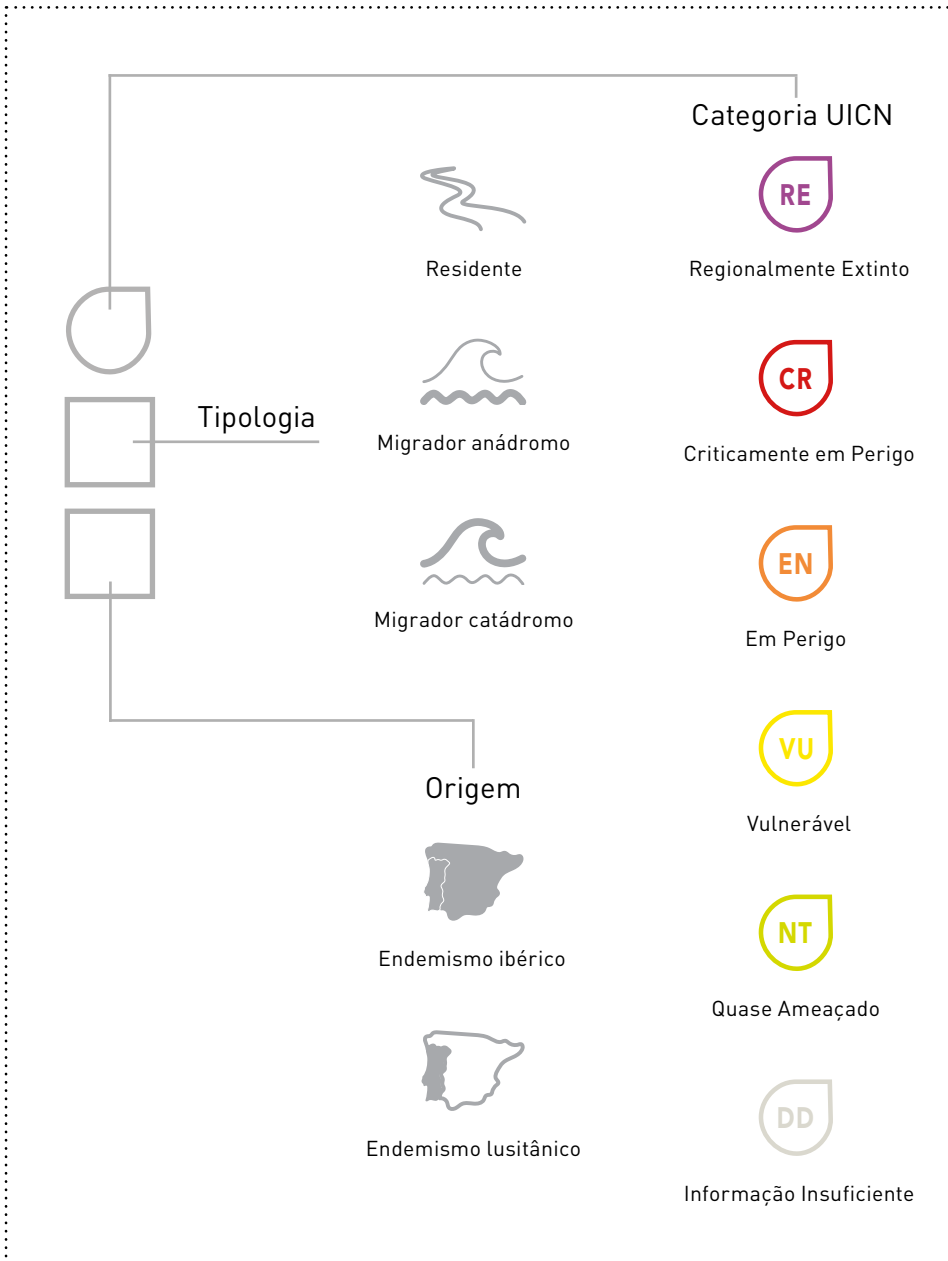 Categoria UICN
RE
Residente
Regionalmente Extinto
CR
Tipologia
Migrador anádromo
Criticamente em Perigo
EN
Migrador catádromo
Em Perigo
VU
Origem
Vulnerável
NT
Endemismo ibérico
Quase Ameaçado
DD
Endemismo lusitânico
Informação Insuficiente